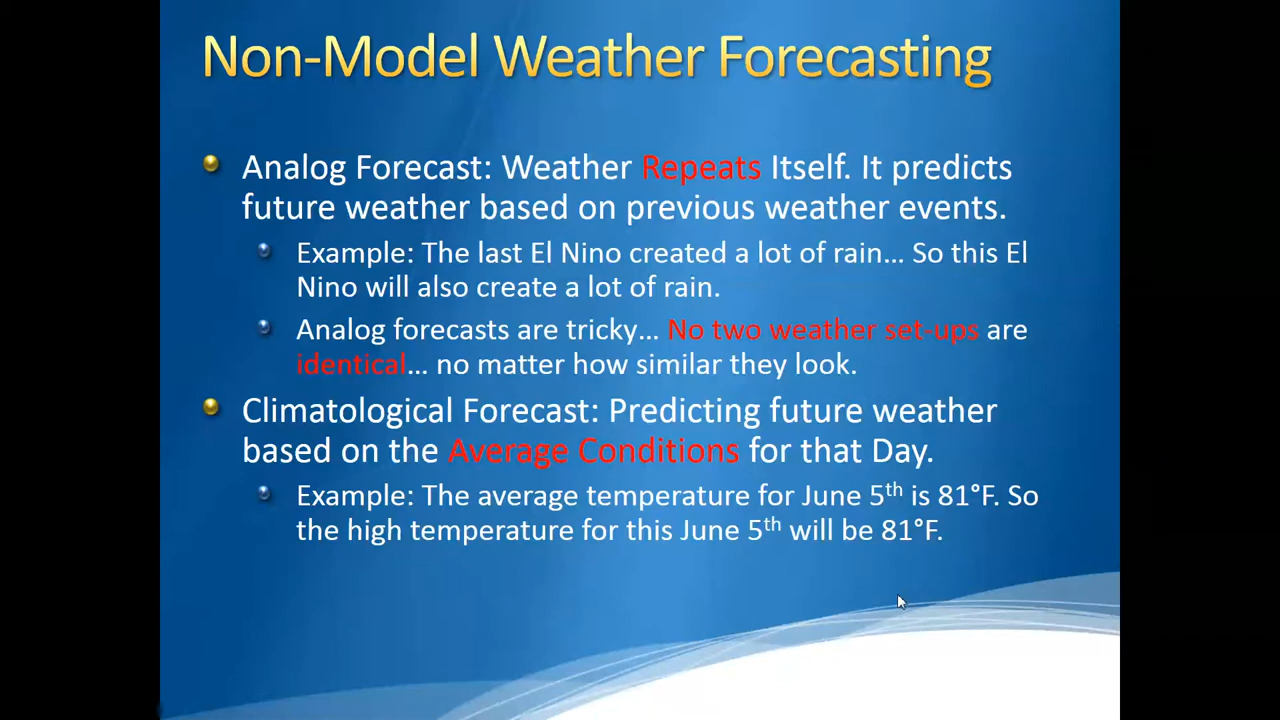 Non-Model Weather Forecasting
Analog Forecast: Weather Repeats Itself. It predicts
future weather based on previous weather events.
Example: The last El Nino created a lot of rain... So this El
Nino will also create a lot of rain.
Analog forecasts are tricky... No two weather set-ups are
identical... no matter how similar they look.
Climatological Forecast: Predicting future weather
based on the Average Conditions for that Day.
Example: The average temperature for June 5th is 81°F. So
the high temperature for this June 5th will be 81°F.